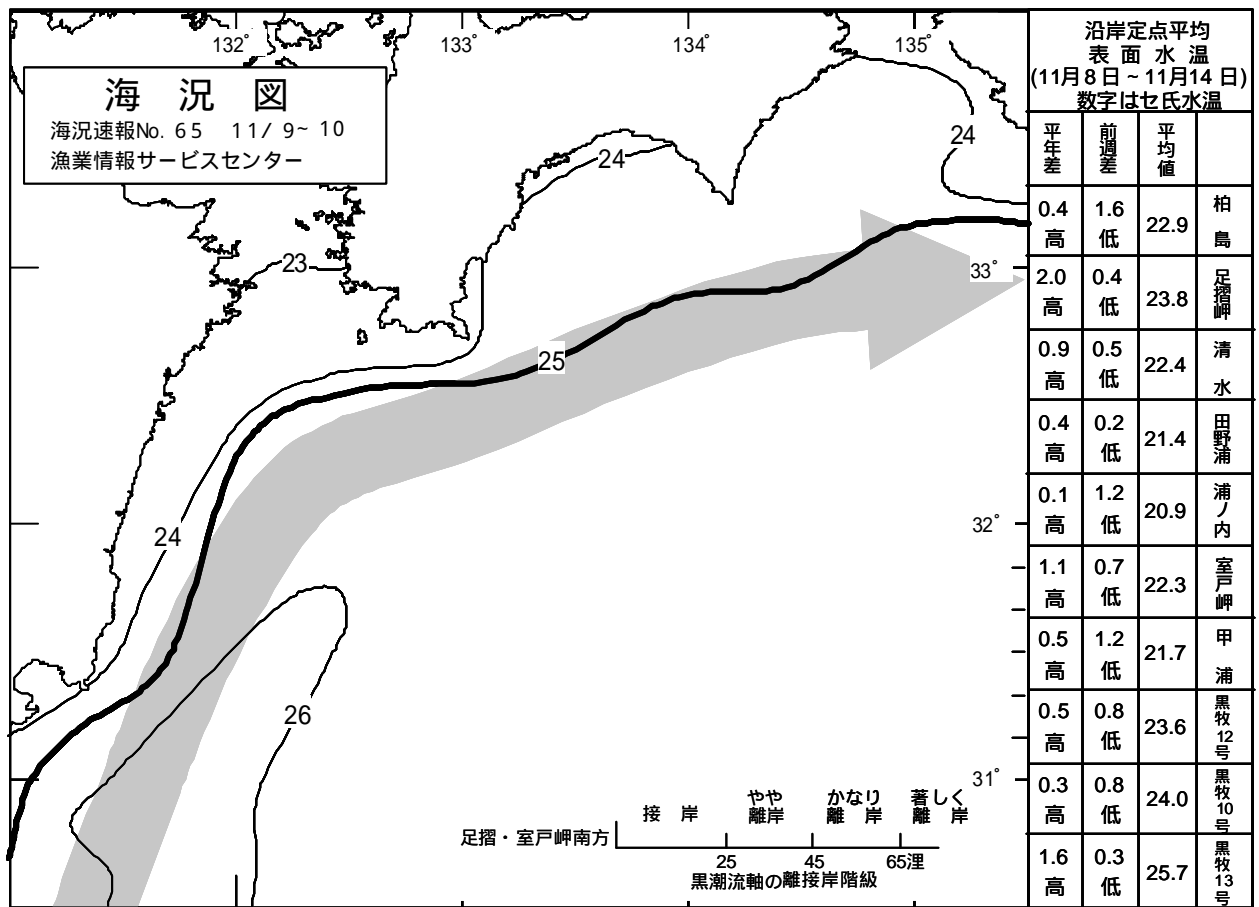 132°
133°
134°
135°
海況図
海況速報No. 65 11/ 9~ 10
漁業情報サービスセンター
24
24
23
33°
25
24
32°
26
31°
接岸
やや離岸
かなり離岸
著しく離岸
足摺・室戸岬南方
25 45 65浬
黒潮流軸の離接岸階級
沿岸定点平均
表面水温
(11月8日~11月14日)
数字はセ氏水温
平年差 前週差 平均値
0.4高 1.6低 22.9 柏島
2.0高 0.4低 23.8 足摺岬
0.9高 0.5低 22.4 清水
0.4高 0.2低 21.4 田野浦
0.1高 1.2低 20.9 浦ノ内
1.1高 0.7低 22.3 室戸岬
0.5高 1.2低 21.7 甲浦
0.5高 0.8低 23.6 黒牧12号
0.3高 0.8低 24.0 黒牧10号
1.6高 0.3低 25.7 黒牧13号